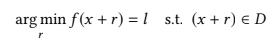 arg min f(x + r) = l s.t. (x + r) ∈ D
r